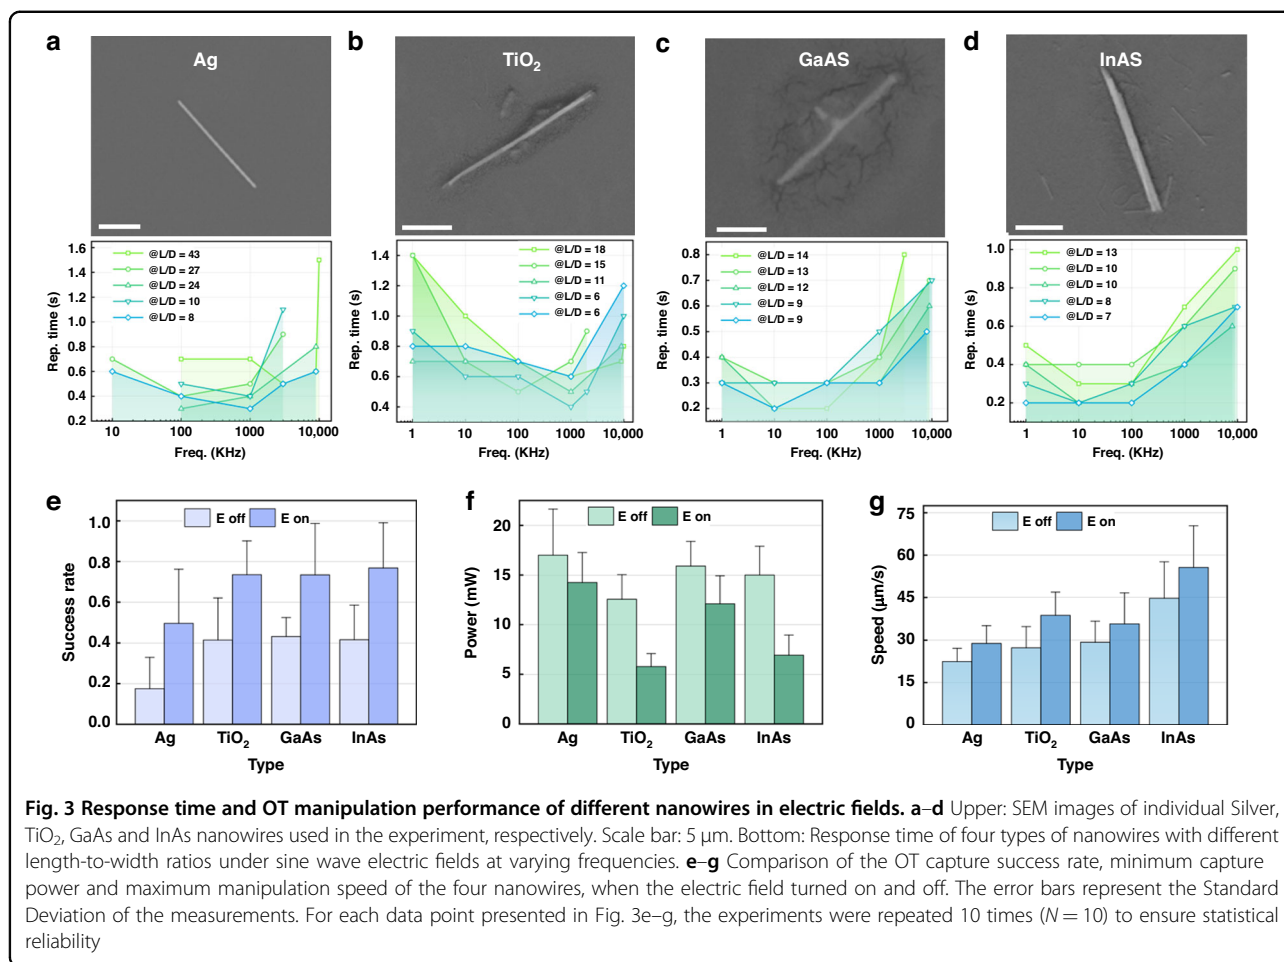 a
Ag
b
TiO2
c
GaAS
d
InAS
Rep. time (s)
1.6
1.4
1.2
1.0
0.8
0.6
0.4
0.2
@L/D = 43
@L/D = 27
@L/D = 24
@L/D = 10
@L/D = 8
10 100 1000 10,000
Freq. (KHz)
Rep. time (s)
1.4
1.2
1.0
0.8
0.6
0.4
@L/D = 18
@L/D = 15
@L/D = 11
@L/D = 6
@L/D = 6
1 10 100 1000 10,000
Freq. (KHz)
Rep. time (s)
0.8
0.7
0.6
0.5
0.4
0.3
0.2
@L/D = 14
@L/D = 13
@L/D = 12
@L/D = 9
@L/D = 9
1 10 100 1000 10,000
Freq. (KHz)
Rep. time (s)
1.0
0.8
0.6
0.4
0.2
@L/D = 13
@L/D = 10
@L/D = 10
@L/D = 8
@L/D = 7
1 10 100 1000 10,000
Freq. (KHz)
e
Success rate
1.0
0.8
0.6
0.4
0.2
0.0
E off E on
Ag TiO2 GaAs InAs
Type
f
Power (mW)
20
15
10
5
0
E off E on
Ag TiO2 GaAs InAs
Type
g
Speed (μm/s)
75
60
45
30
15
0
E off E on
Ag TiO2 GaAs InAs
Type
Fig. 3 Response time and OT manipulation performance of different nanowires in electric fields. a–d Upper: SEM images of individual Silver,
TiO2, GaAs and InAs nanowires used in the experiment, respectively. Scale bar: 5 μm. Bottom: Response time of four types of nanowires with different
length-to-width ratios under sine wave electric fields at varying frequencies. e–g Comparison of the OT capture success rate, minimum capture
power and maximum manipulation speed of the four nanowires, when the electric field turned on and off. The error bars represent the Standard
Deviation of the measurements. For each data point presented in Fig. 3e–g, the experiments were repeated 10 times (N = 10) to ensure statistical
reliability